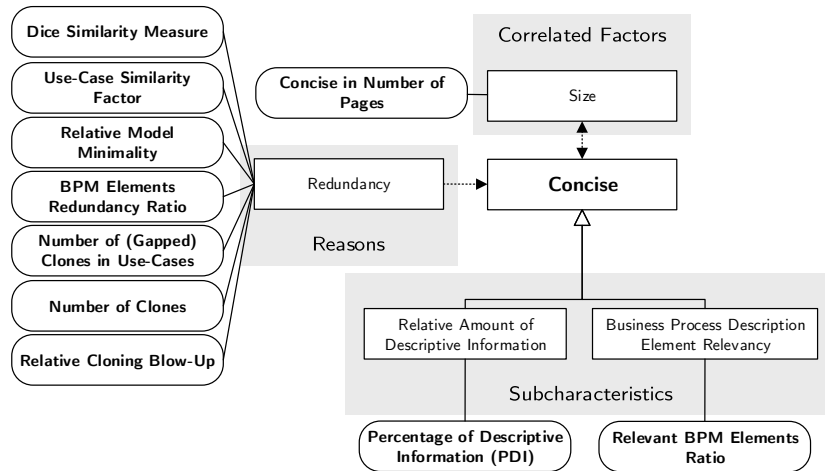 Dice Similarity Measure
Use-Case Similarity
Factor
Relative Model
Minimality
BPM Elements
Redundancy Ratio
Number of (Gapped)
Clones in Use-Cases
Number of Clones
Relative Cloning Blow-Up
Redundancy
Reasons
Correlated Factors
Concise in Number of
Pages
Size
Concise
Relative Amount of
Descriptive Information
Business Process Description
Element Relevancy
Subcharacteristics
Percentage of Descriptive
Information (PDI)
Relevant BPM Elements
Ratio